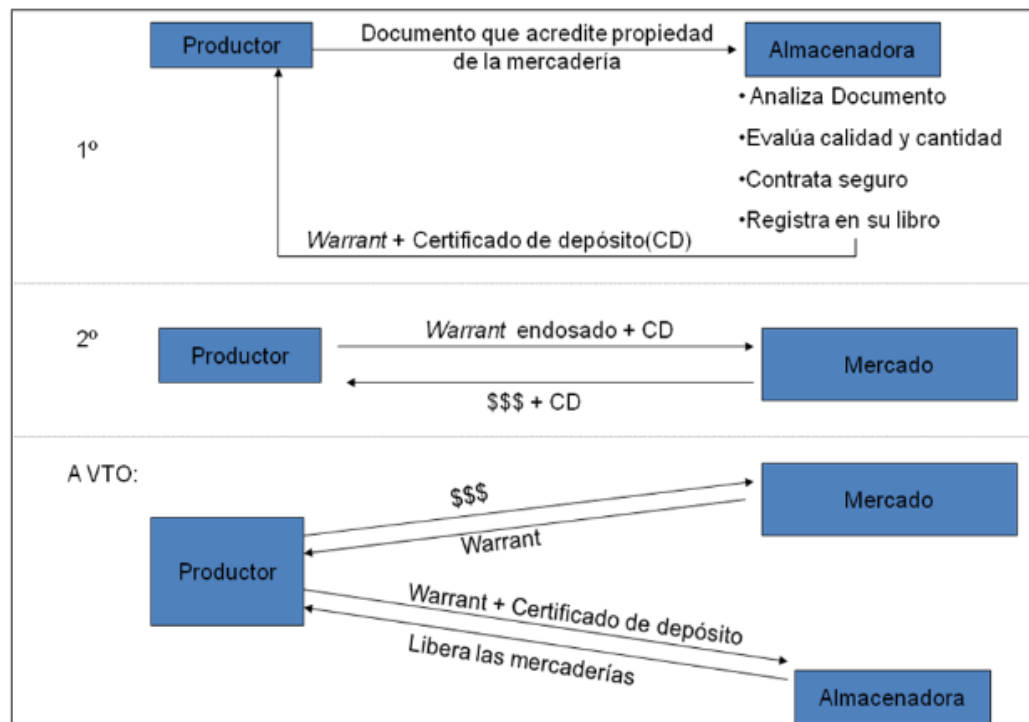 Productor
Documento que acredite propiedad
de la mercadería
Almacenadora
•Analiza Documento
•Evalúa calidad y cantidad
•Contrata seguro
•Registra en su libro
1º
Warrant + Certificado de depósito(CD)
2º
Productor
Warrant endosado + CD
$$$ + CD
Mercado
A VTO:
Productor
$$$
Warrant
Mercado
Warrant + Certificado de depósito
Libera las mercaderías
Almacenadora